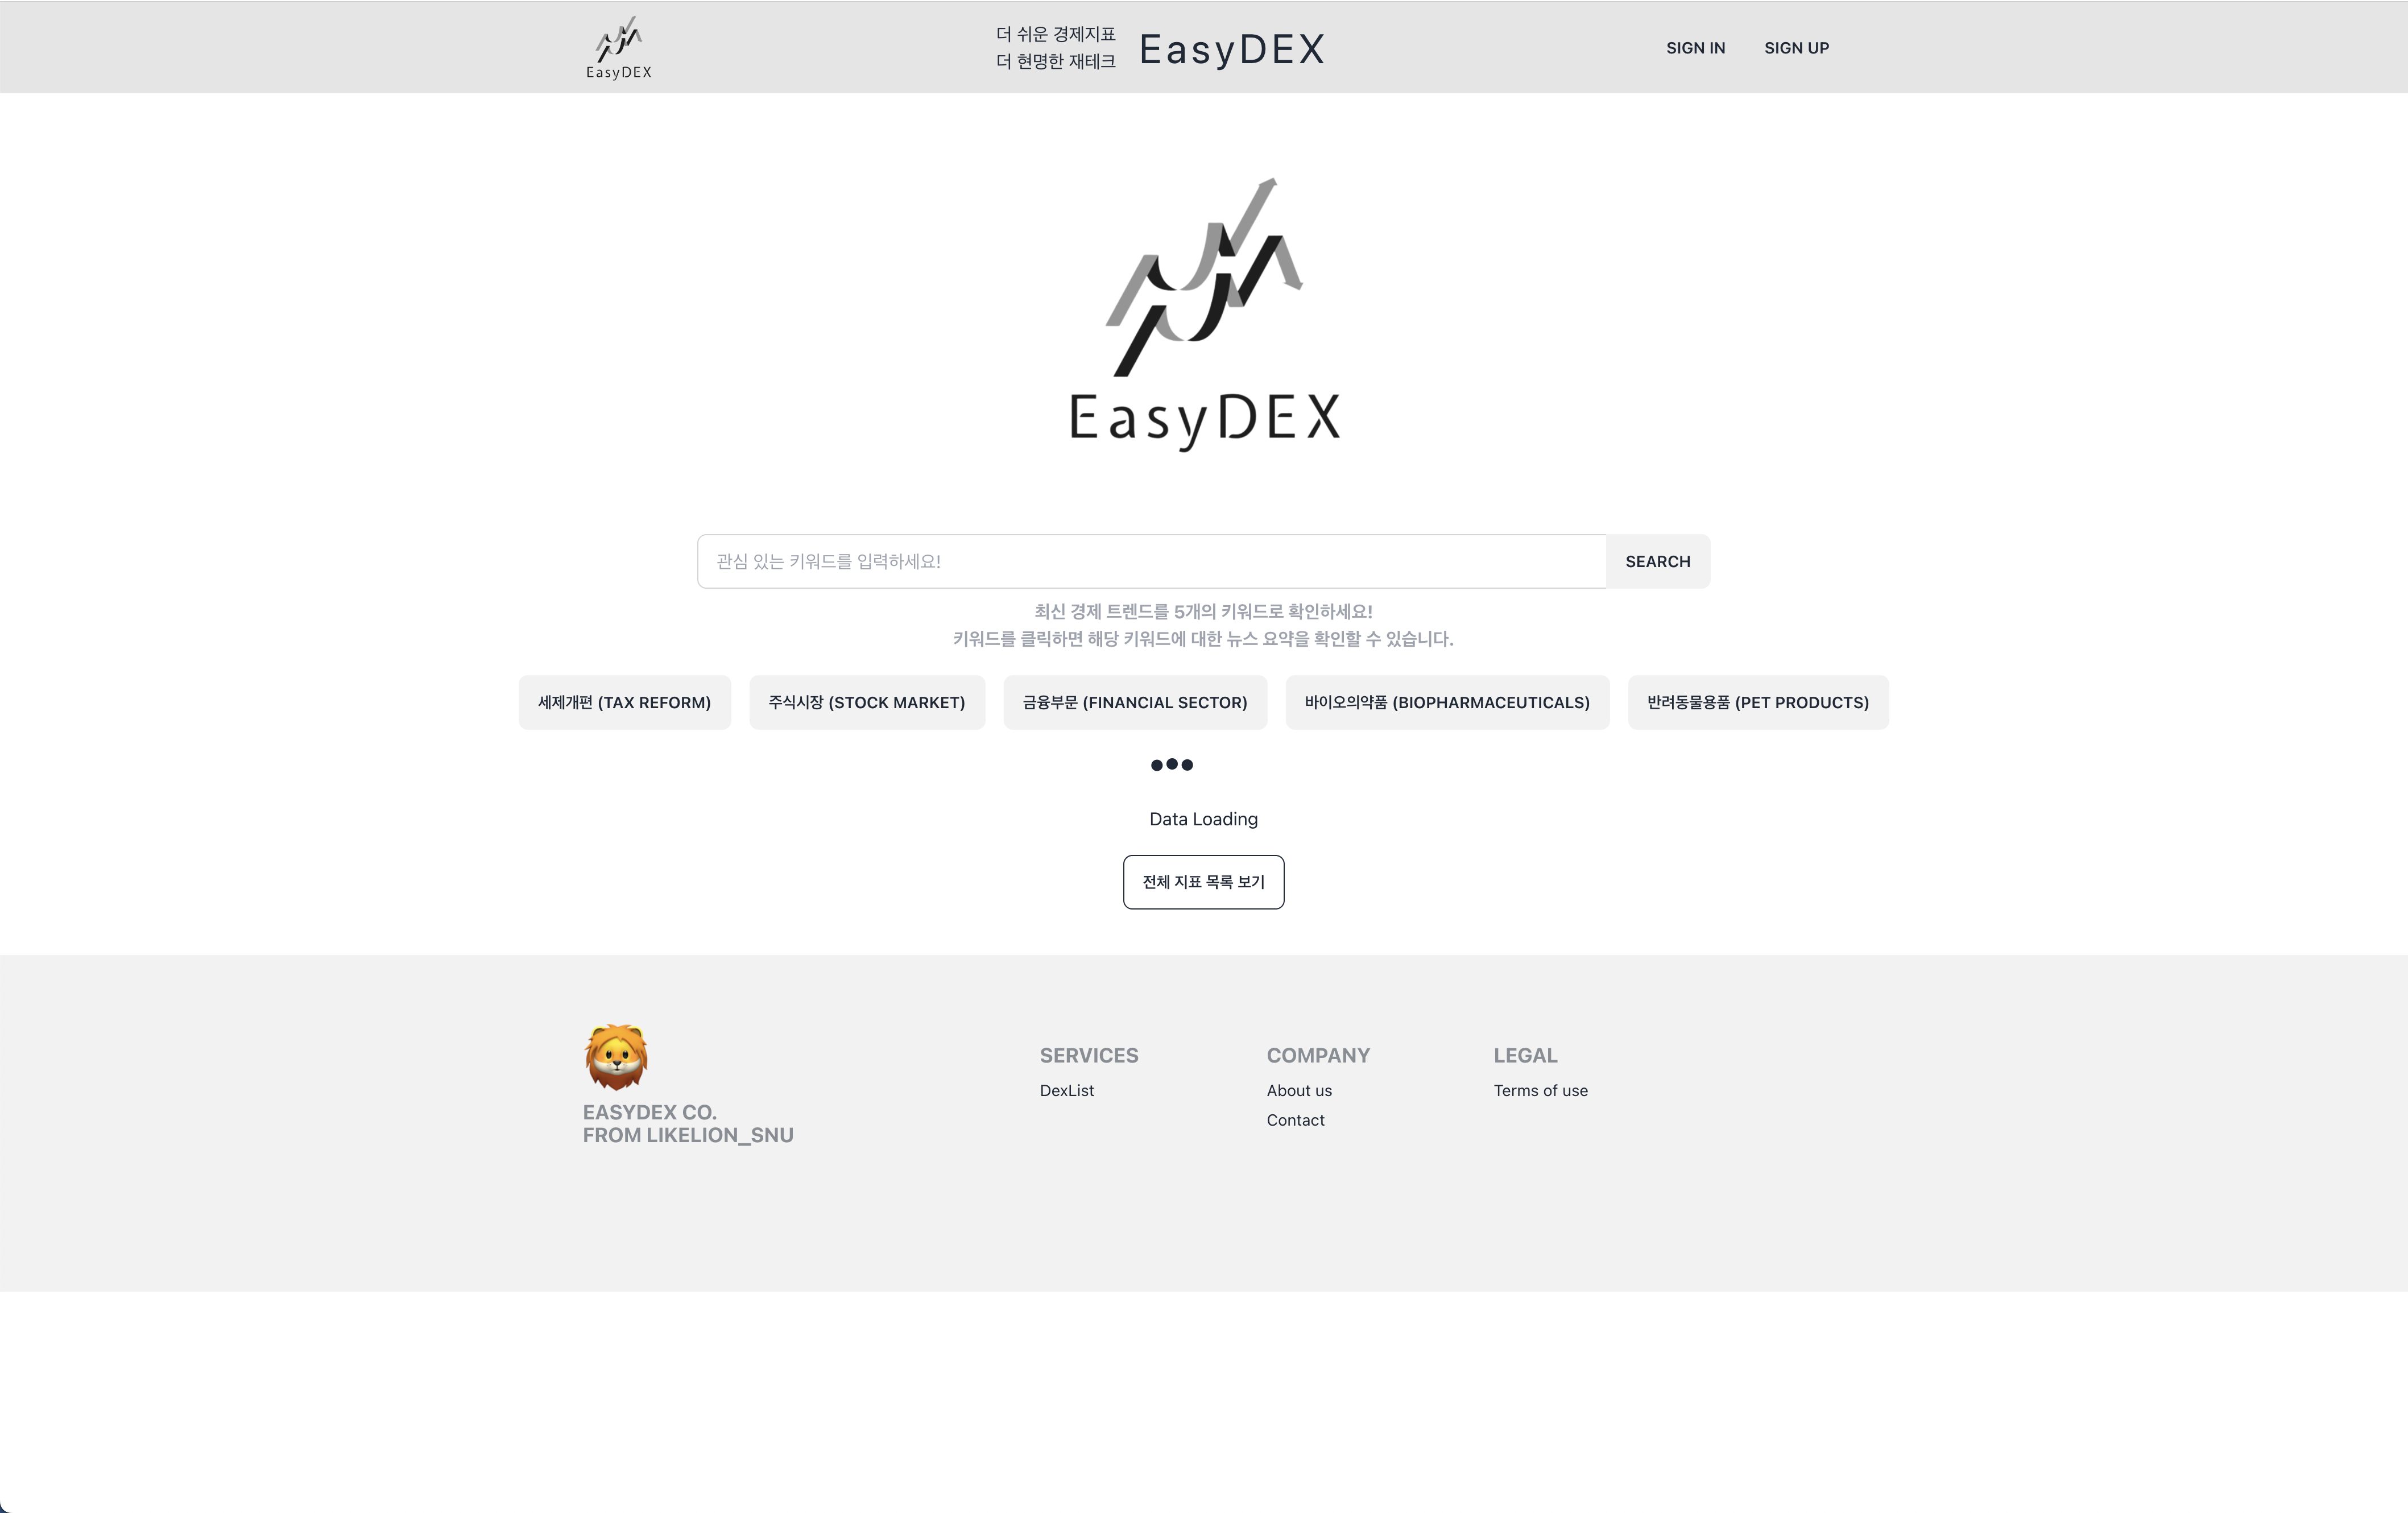 EasyDEX
더 쉬운 경제지표
더 현명한 재테크
EasyDEX
SIGN IN
SIGN UP
EasyDEX
관심 있는 키워드를 입력하세요!
SEARCH
최신 경제 트렌드를 5개의 키워드로 확인하세요!
키워드를 클릭하면 해당 키워드에 대한 뉴스 요약을 확인할 수 있습니다.
세제개편 (TAX REFORM)
주식시장 (STOCK MARKET)
금융부문 (FINANCIAL SECTOR)
바이오의약품 (BIOPHARMACEUTICALS)
반려동물용품 (PET PRODUCTS)
Data Loading
전체 지표 목록 보기
EASYDEX CO.
FROM LIKELION_SNU
SERVICES
DexList
COMPANY
About us
Contact
LEGAL
Terms of use